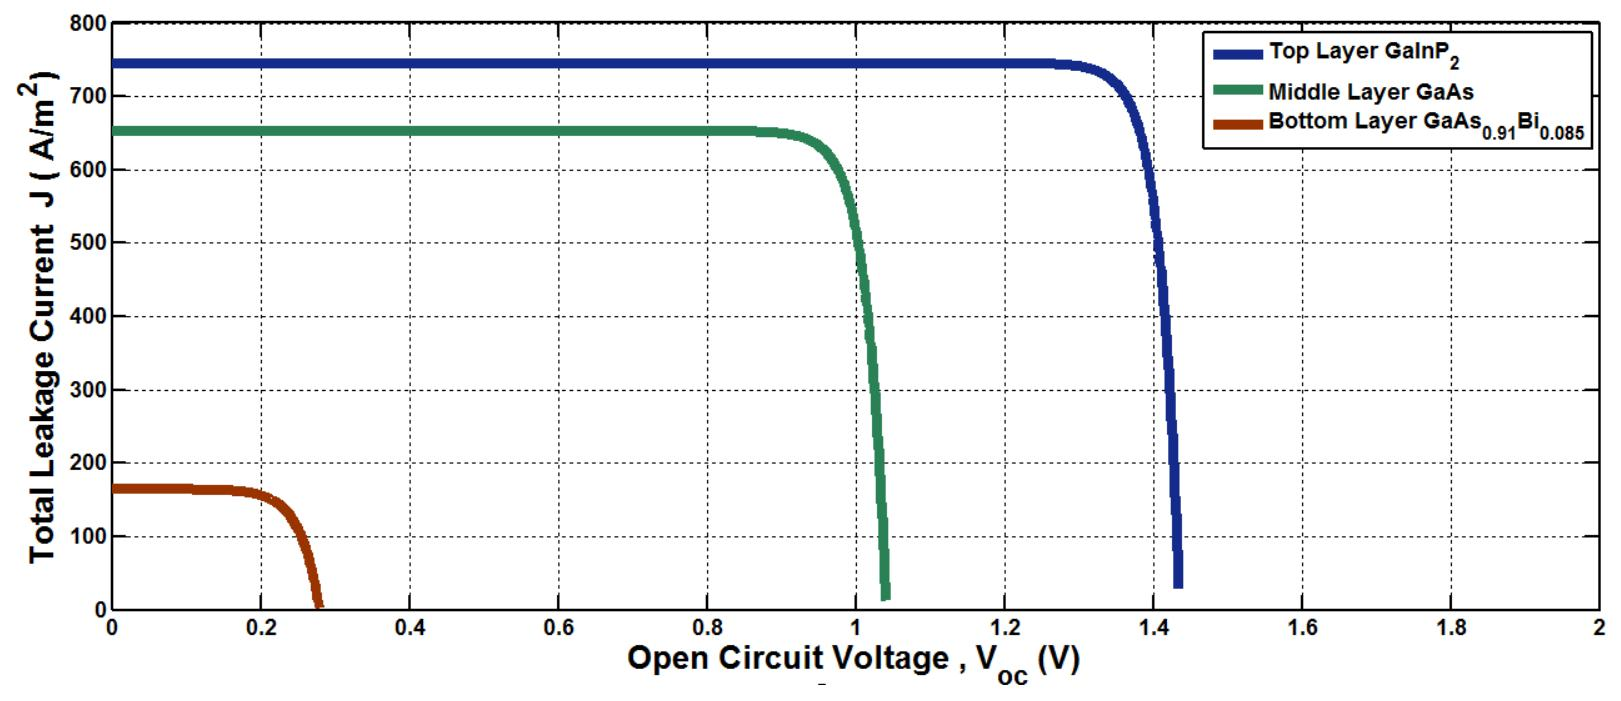 Total Leakage Current J ( A/m2)
800
700
600
500
400
300
200
100
0
Top Layer GaInP2
Middle Layer GaAs
Bottom Layer GaAs0.91Bi0.085
0 0.2 0.4 0.6 0.8 1 1.2 1.4 1.6 1.8 2
Open Circuit Voltage , Voc (V)